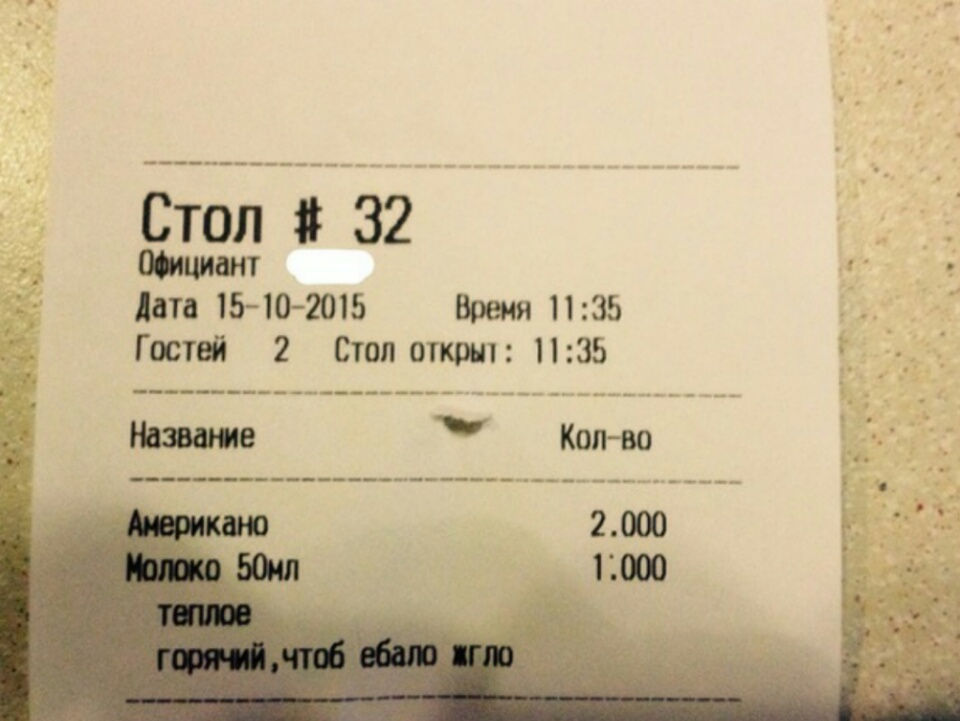 Стол # 32
Официант
Дата 15-10-2015 Время 11:35
Гостей 2 Стол открыт: 11:35
Название Кол-во
Американо 2.000
Молоко 50мл 1.000
теплое
горячий,чтоб ебало жгло